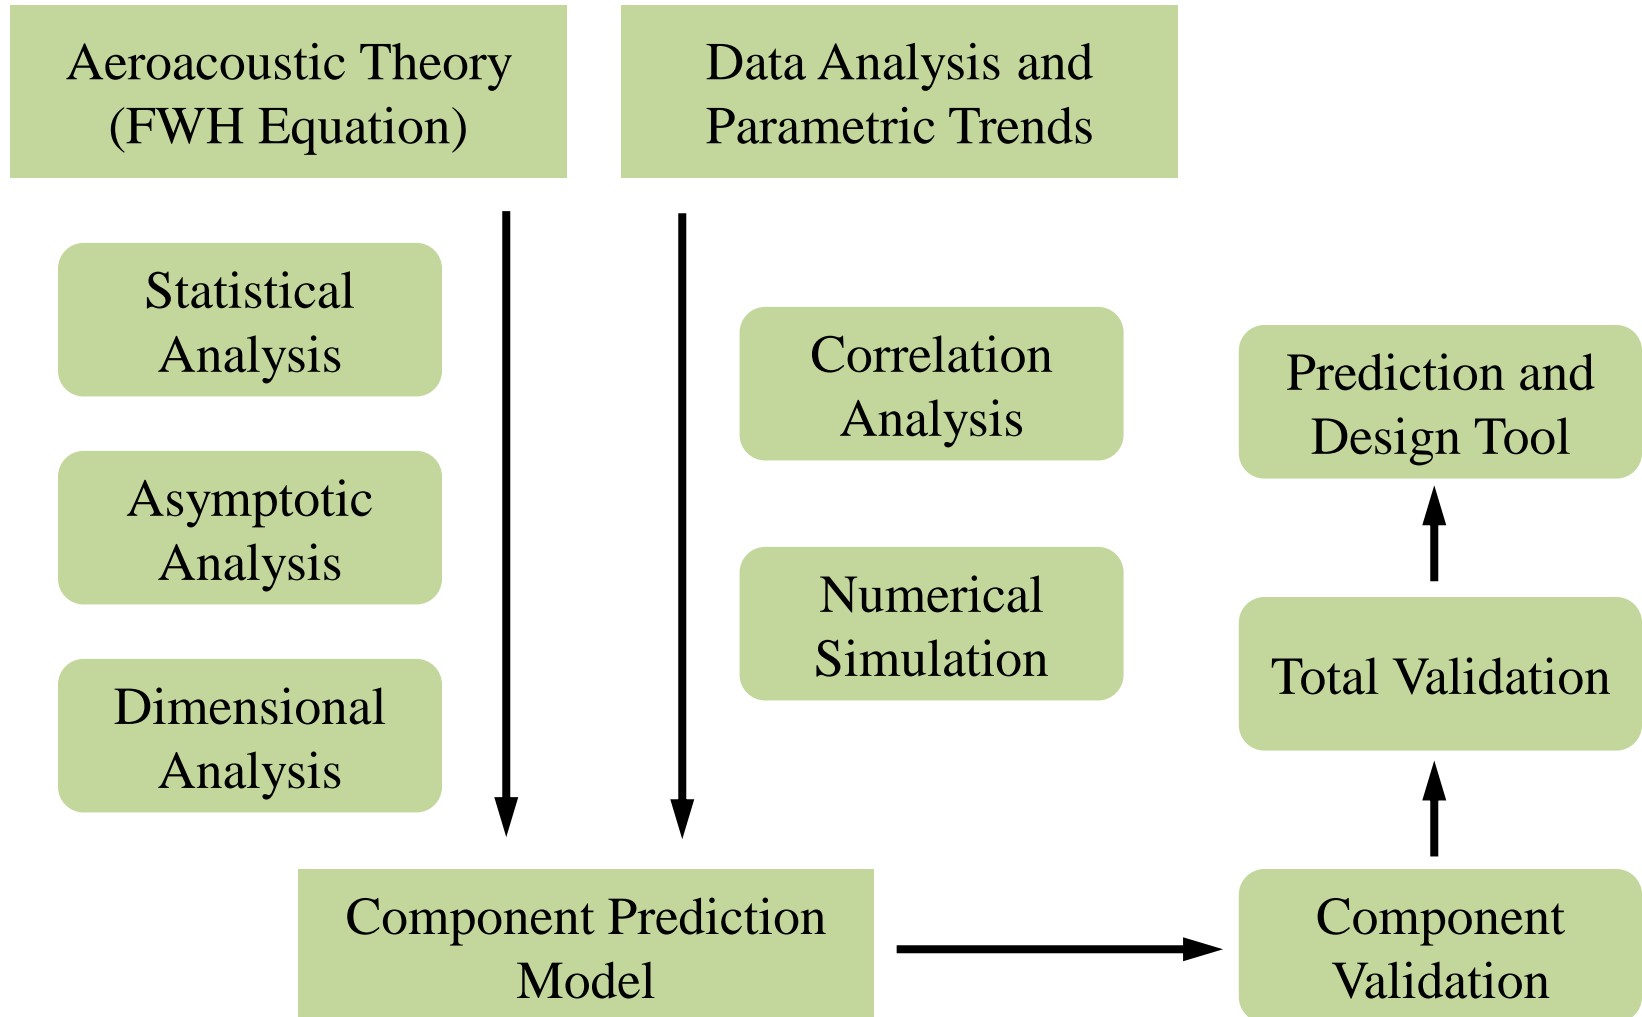 Aeroacoustic Theory
(FWH Equation)
Data Analysis and
Parametric Trends
Statistical
Analysis
Asymptotic
Analysis
Dimensional
Analysis
Correlation
Analysis
Numerical
Simulation
Component Prediction
Model
Component
Validation
Total Validation
Prediction and
Design Tool